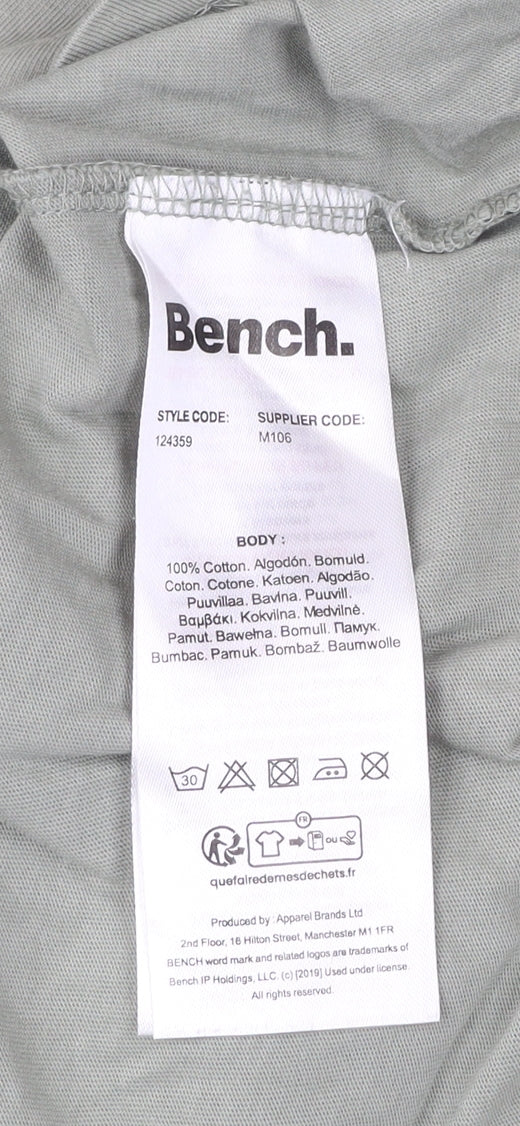 Bench.
STYLE CODE: SUPPLIER CODE:
124359 M106
BODY :
100% Cotton. Algodón. Bomuld.
Coton. Cotone. Katoen. Algodão.
Puuvillaa. Bavlna. Puuvill.
Βαμβάκι. Kokvilna. Medvilnė.
Pamut. Bawełna. Bomull. Памук.
Bumbac. Pamuk. Bombaž. Baumwolle
30
FR
OU
quefairedemesdechets.fr
Produced by : Apparel Brands Ltd
2nd Floor, 16 Hilton Street, Manchester M1 1FR
BENCH word mark and related logos are trademarks of
Bench IP Holdings, LLC. (c) [2019] Used under license.
All rights reserved.